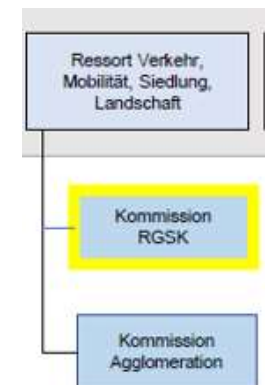 Ressort Verkehr,
Mobilität, Siedlung,
Landschaft
Kommission
RGSK
Kommission
Agglomeration